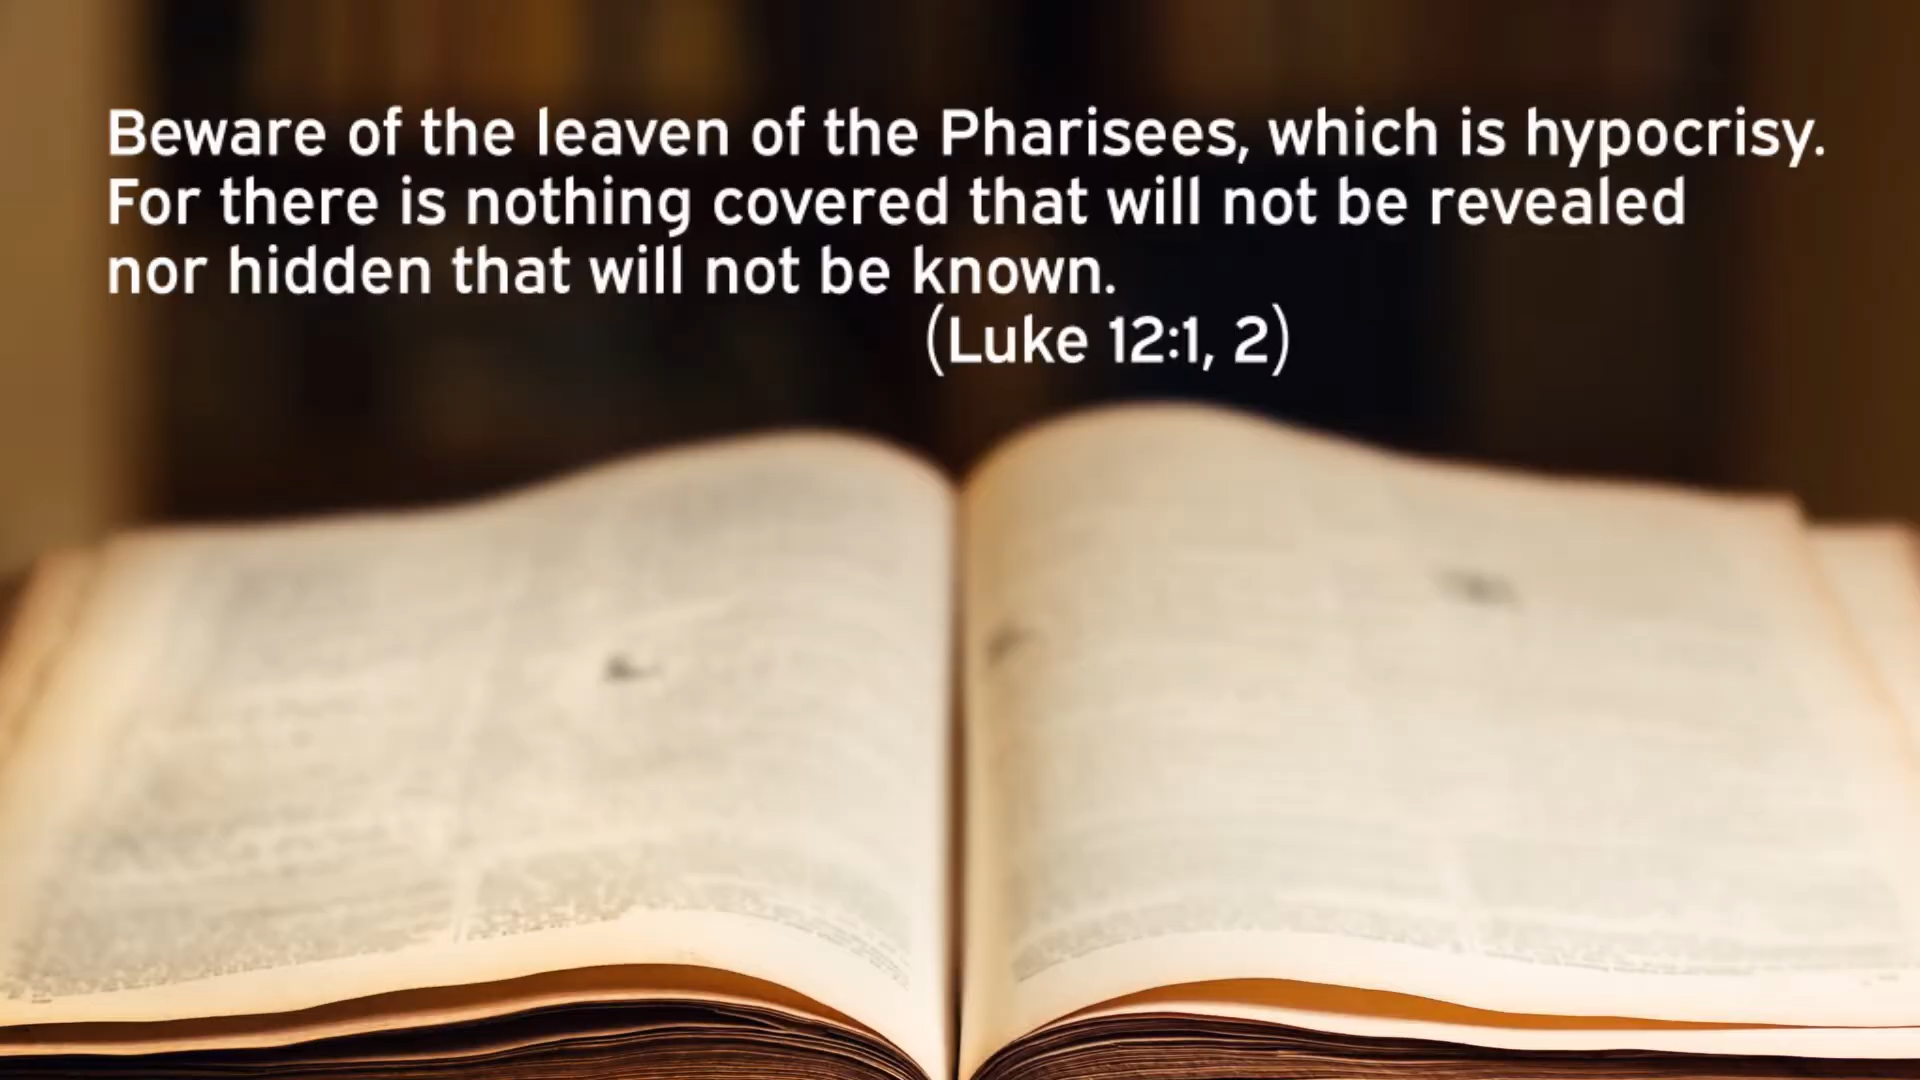 Beware of the leaven of the Pharisees, which is hypocrisy.
For there is nothing covered that will not be revealed
nor hidden that will not be known.
(Luke 12:1, 2)